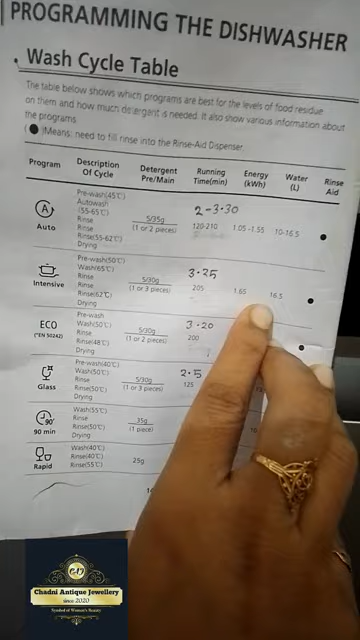 PROGRAMMING THE DISHWASHER
Wash Cycle Table
The table below shows which programs are best for the levels of food residue
on them and how much detergent is needed. It also show various information about
the programs.
(●)Means: need to fill rinse into the Rinse-Aid Dispenser.
Program Description Of Cycle Detergent Pre/Main Running Time(min) Energy (kWh) Water (L) Rinse Aid
Pre-wash(45℃)
Autowash
(55-65℃)
Rinse
Rinse
Rinse(55-62℃)
Drying
A
Auto
5/35g
(1 or 2 pieces)
2-3·30
120-210
1.05-1.55
10-16.5
●
Pre-wash(50℃)
Wash(65℃)
Rinse
Rinse
Rinse(62℃)
Drying
Intensive
5/30g
(1 or 3 pieces)
3·25
205
1.65
16.5
●
Pre-wash
Wash(50℃)
Rinse
Rinse(48℃)
Drying
ECO
(*EN 50242)
5/30g
(1 or 2 pieces)
3·20
200
●
Pre-wash(40℃)
Wash(50℃)
Rinse
Rinse(50℃)
Drying
Glass
5/30g
(1 or 3 pieces)
2·5
125
Wash(55℃)
Rinse
Rinse(50℃)
Drying
90'
90 min
35g
(1 piece)
10
Wash(40℃)
Rinse(40℃)
Rinse(55℃)
Rapid
25g
Chadni Antique Jewellery
since 2020
Symbol of Women's Beauty